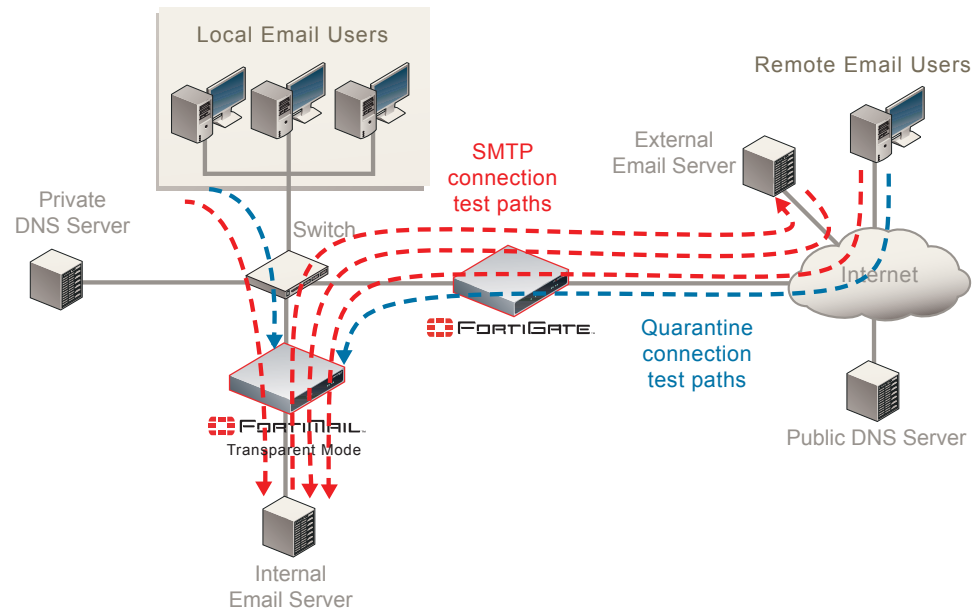 Local Email Users
Remote Email Users
External
Email Server
SMTP
connection
test paths
Private
DNS Server
Switch
Internet
FORTIGATE
Quarantine
connection
test paths
FORTIMAIL
Transparent Mode
Public DNS Server
Internal
Email Server